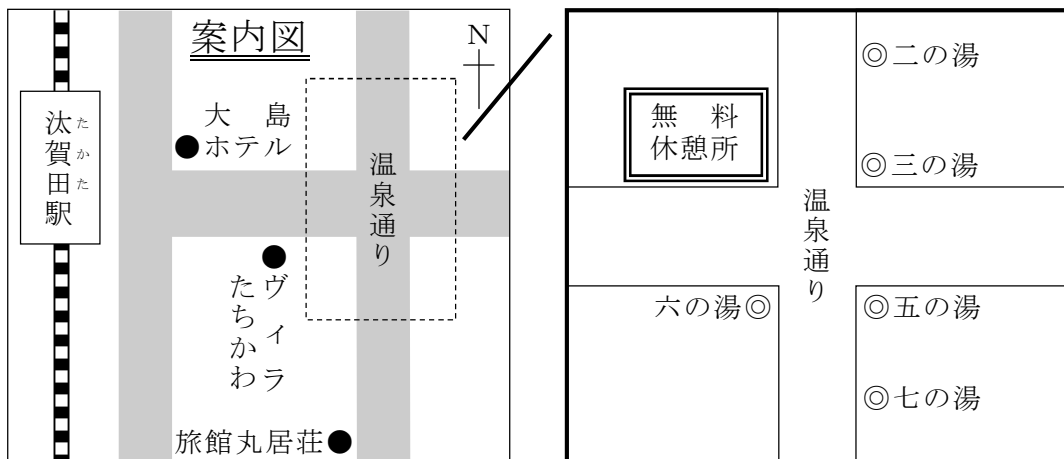 案内図
N
汰賀田駅
たかた
大島
ホテル
温泉通り
ヴィラ
たちかわ
旅館丸居荘
無料
休憩所
二の湯
三の湯
温泉通り
六の湯
五の湯
七の湯